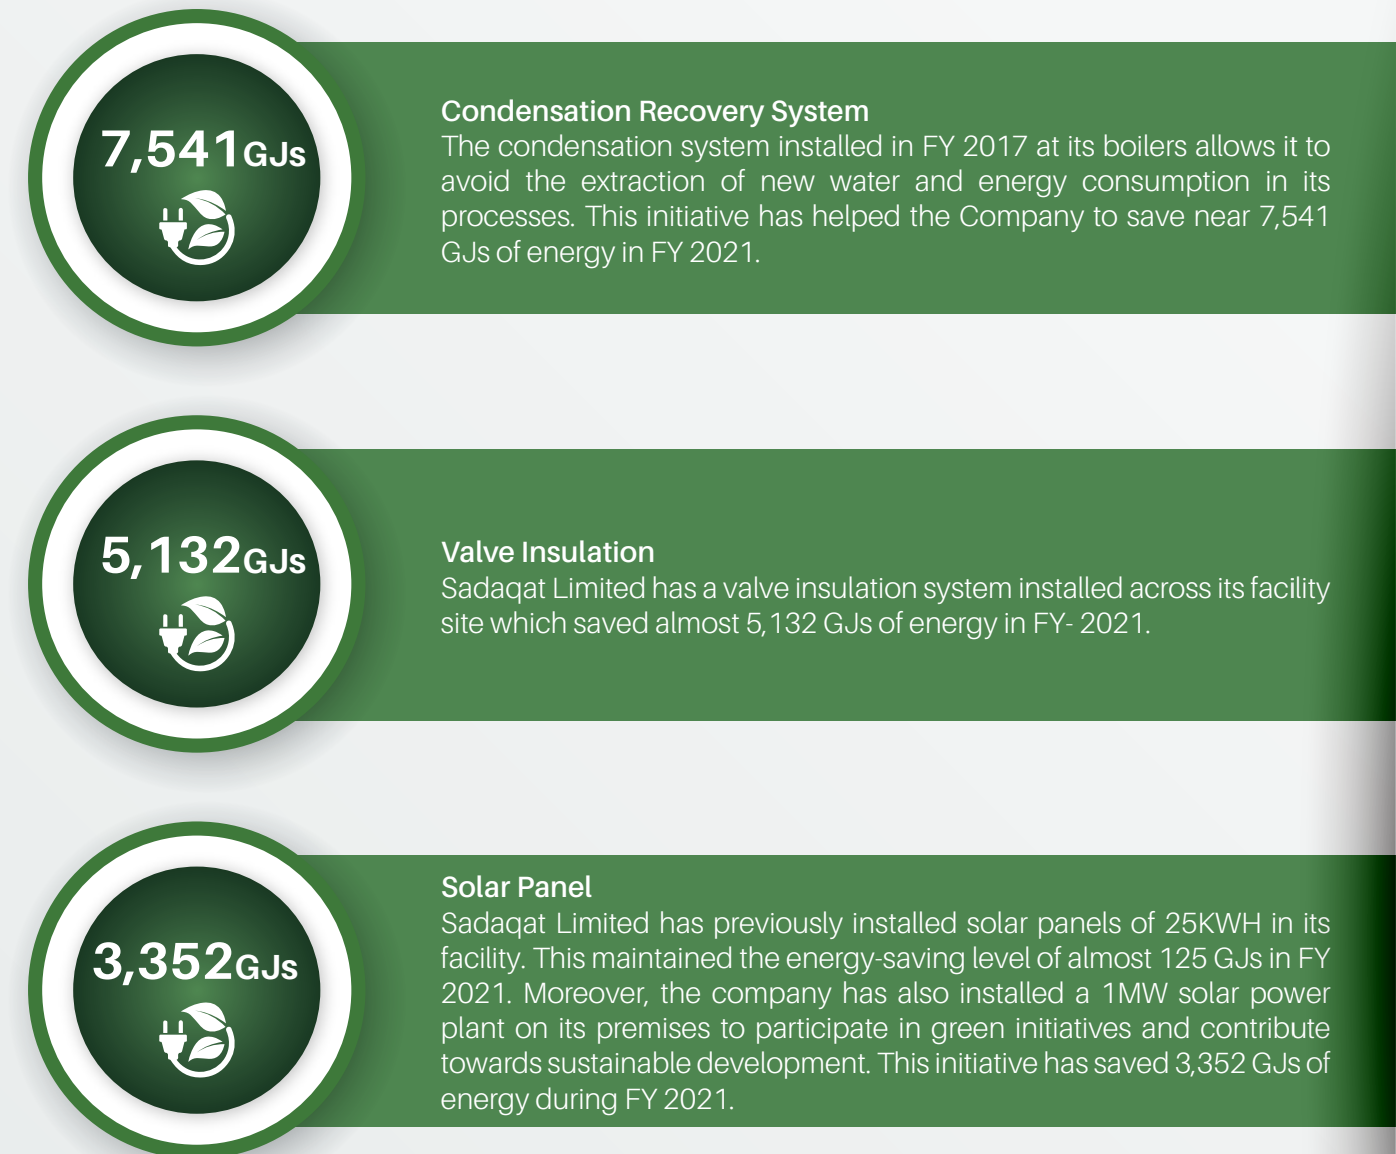 7,541GJs
Condensation Recovery System
The condensation system installed in FY 2017 at its boilers allows it to
avoid the extraction of new water and energy consumption in its
processes. This initiative has helped the Company to save near 7,541
GJs of energy in FY 2021.
5,132GJs
Valve Insulation
Sadaqat Limited has a valve insulation system installed across its facility
site which saved almost 5,132 GJs of energy in FY- 2021.
3,352GJs
Solar Panel
Sadaqat Limited has previously installed solar panels of 25KWH in its
facility. This maintained the energy-saving level of almost 125 GJs in FY
2021. Moreover, the company has also installed a 1MW solar power
plant on its premises to participate in green initiatives and contribute
towards sustainable development. This initiative has saved 3,352 GJs of
energy during FY 2021.